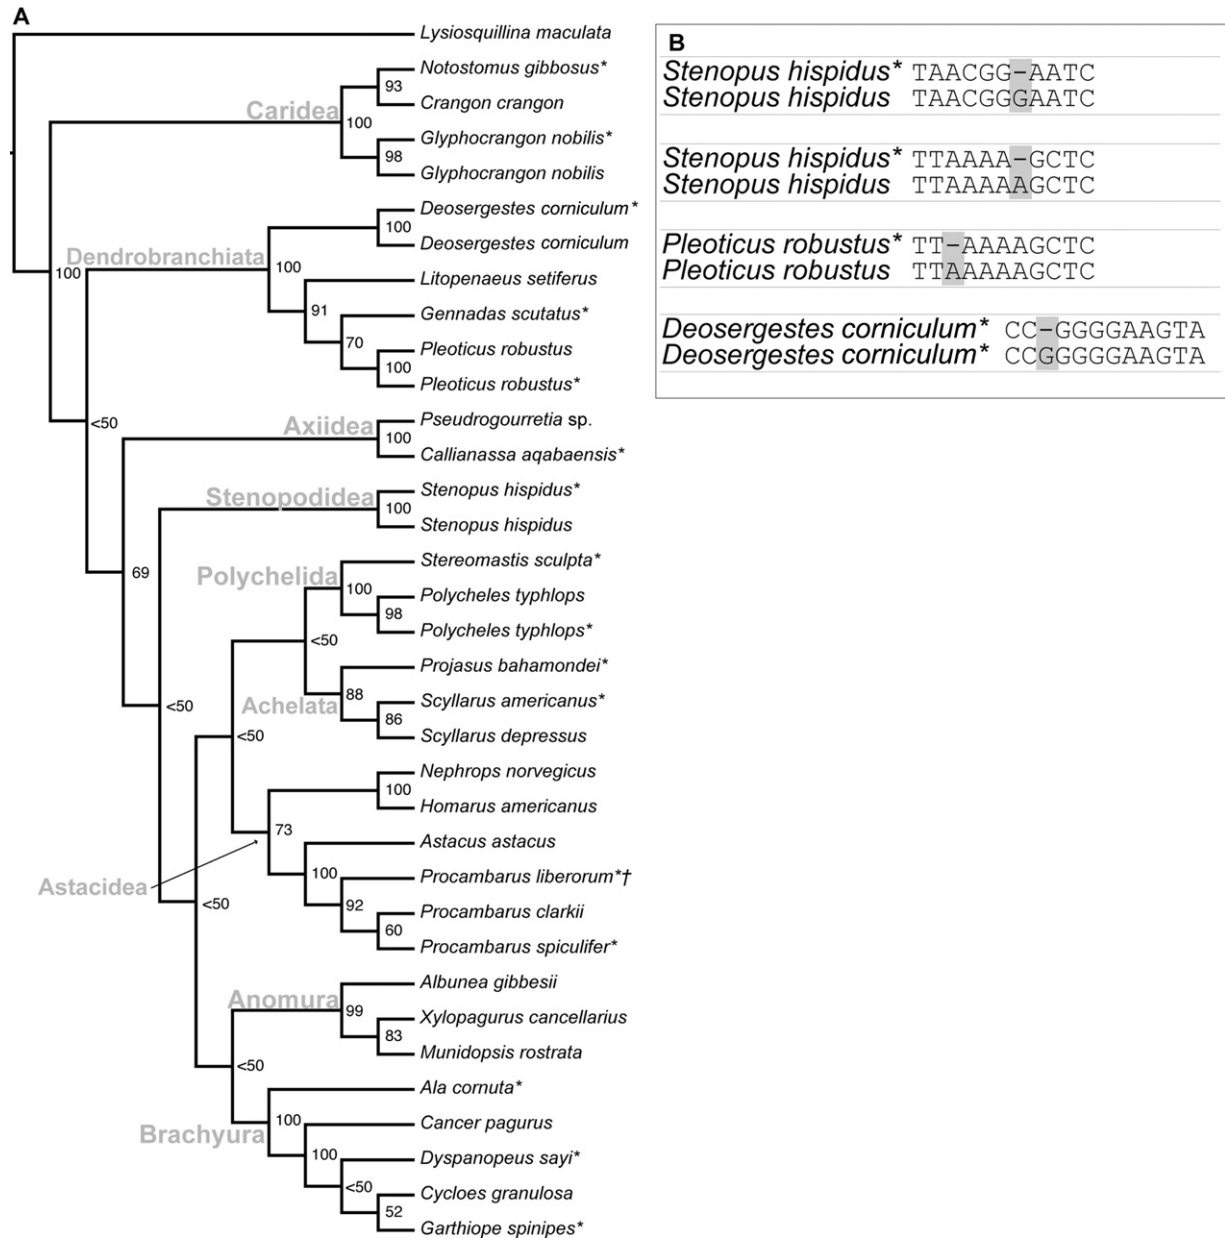 A
Lysiosquillina maculata
Notostomus gibbosus*
93
Crangon crangon
Caridea
100
Glyphocrangon nobilis*
98
Glyphocrangon nobilis
Deosergestes corniculum*
100
Deosergestes corniculum
Dendrobranchiata
100
100
Litopenaeus setiferus
91
Gennadas scutatus*
70
Pleoticus robustus
100
Pleoticus robustus*
<50
Pseudrogourretia sp.
Axiidea
100
Callianassa aqabaensis*
Stenopus hispidus*
Stenopodidea
100
Stenopus hispidus
69
Stereomastis sculpta*
Polychelida
100
Polycheles typhlops
98
Polycheles typhlops*
<50
Projasus bahamondei*
88
Scyllarus americanus*
Achelata
86
Scyllarus depressus
<50
<50
Nephrops norvegicus
100
Homarus americanus
73
Astacus astacus
100
Procambarus liberorum*†
Astacidea
92
Procambarus clarkii
60
Procambarus spiculifer*
<50
Albunea gibbesii
Anomura
99
Xylopagurus cancellarius
83
Munidopsis rostrata
<50
Ala cornuta*
100
Cancer pagurus
Brachyura
100
Dyspanopeus sayi*
<50
Cycloes granulosa
52
Garthiope spinipes*
B
Stenopus hispidus* TAACGG-AATC
Stenopus hispidus TAACGGGAATC
Stenopus hispidus* TTAAAA-GCTC
Stenopus hispidus TTAAAAAGCTC
Pleoticus robustus* TT-AAAAGCTC
Pleoticus robustus TTAAAAAGCTC
Deosergestes corniculum* CC-GGGGAAGTA
Deosergestes corniculum* CCGGGGGAAGTA